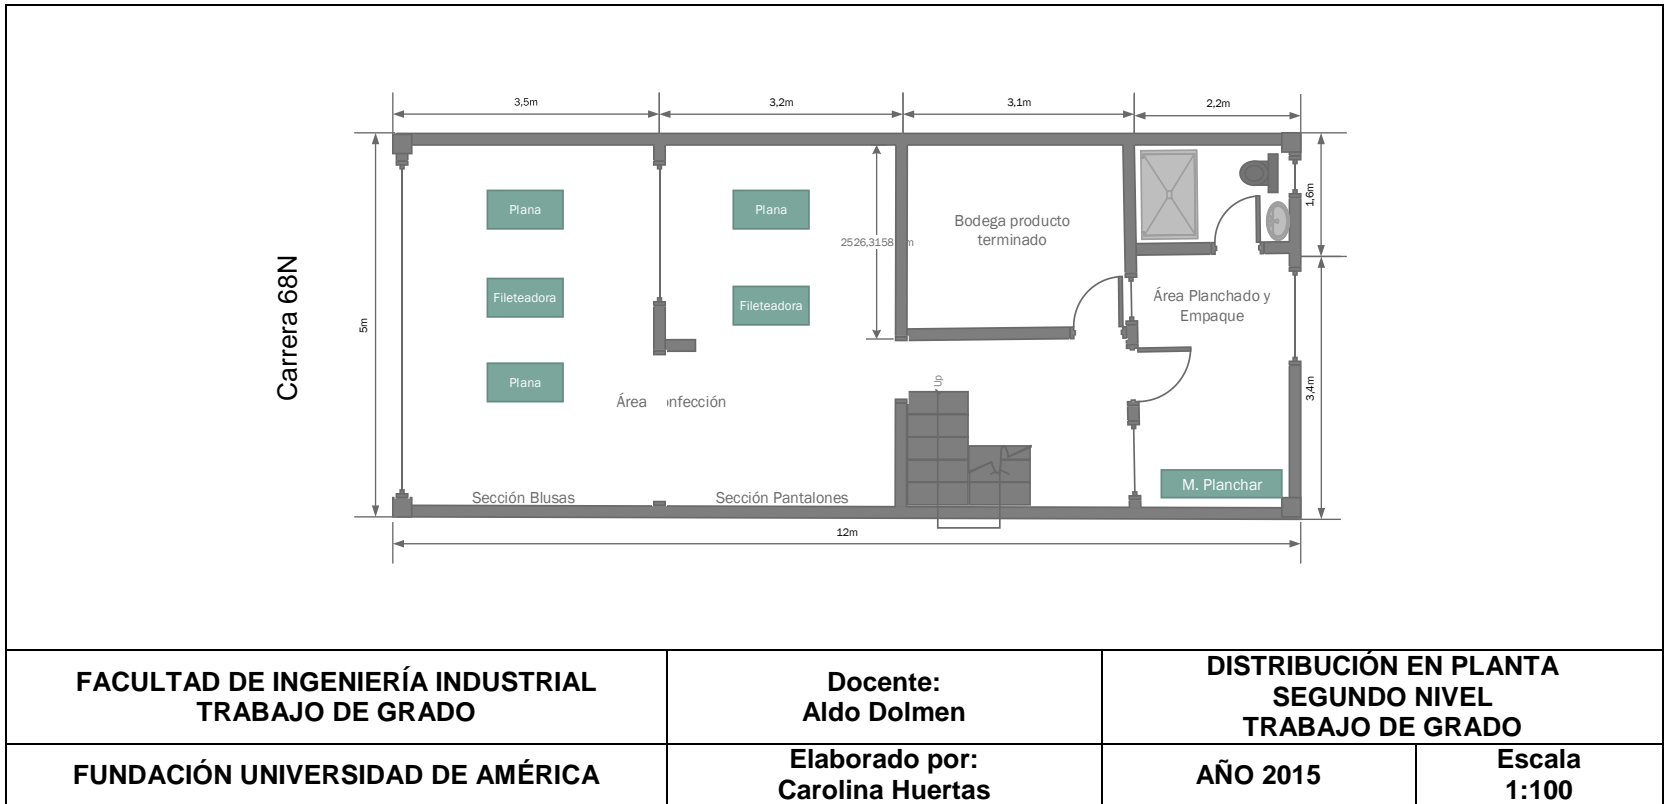 3,5m
3,2m
3,1m
2,2m
Carrera 68N
5m
Plana
Fileteadora
Plana
Área
nfección
Sección Blusas
Plana
Fileteadora
Sección Pantalones
2526,3158
m
Bodega producto
terminado
Up
1,6m
Área Planchado y
Empaque
3,4m
M. Planchar
12m
FACULTAD DE INGENIERÍA INDUSTRIAL
TRABAJO DE GRADO
Docente:
Aldo Dolmen
DISTRIBUCIÓN EN PLANTA
SEGUNDO NIVEL
TRABAJO DE GRADO
FUNDACIÓN UNIVERSIDAD DE AMÉRICA
Elaborado por:
Carolina Huertas
AÑO 2015
Escala
1:100